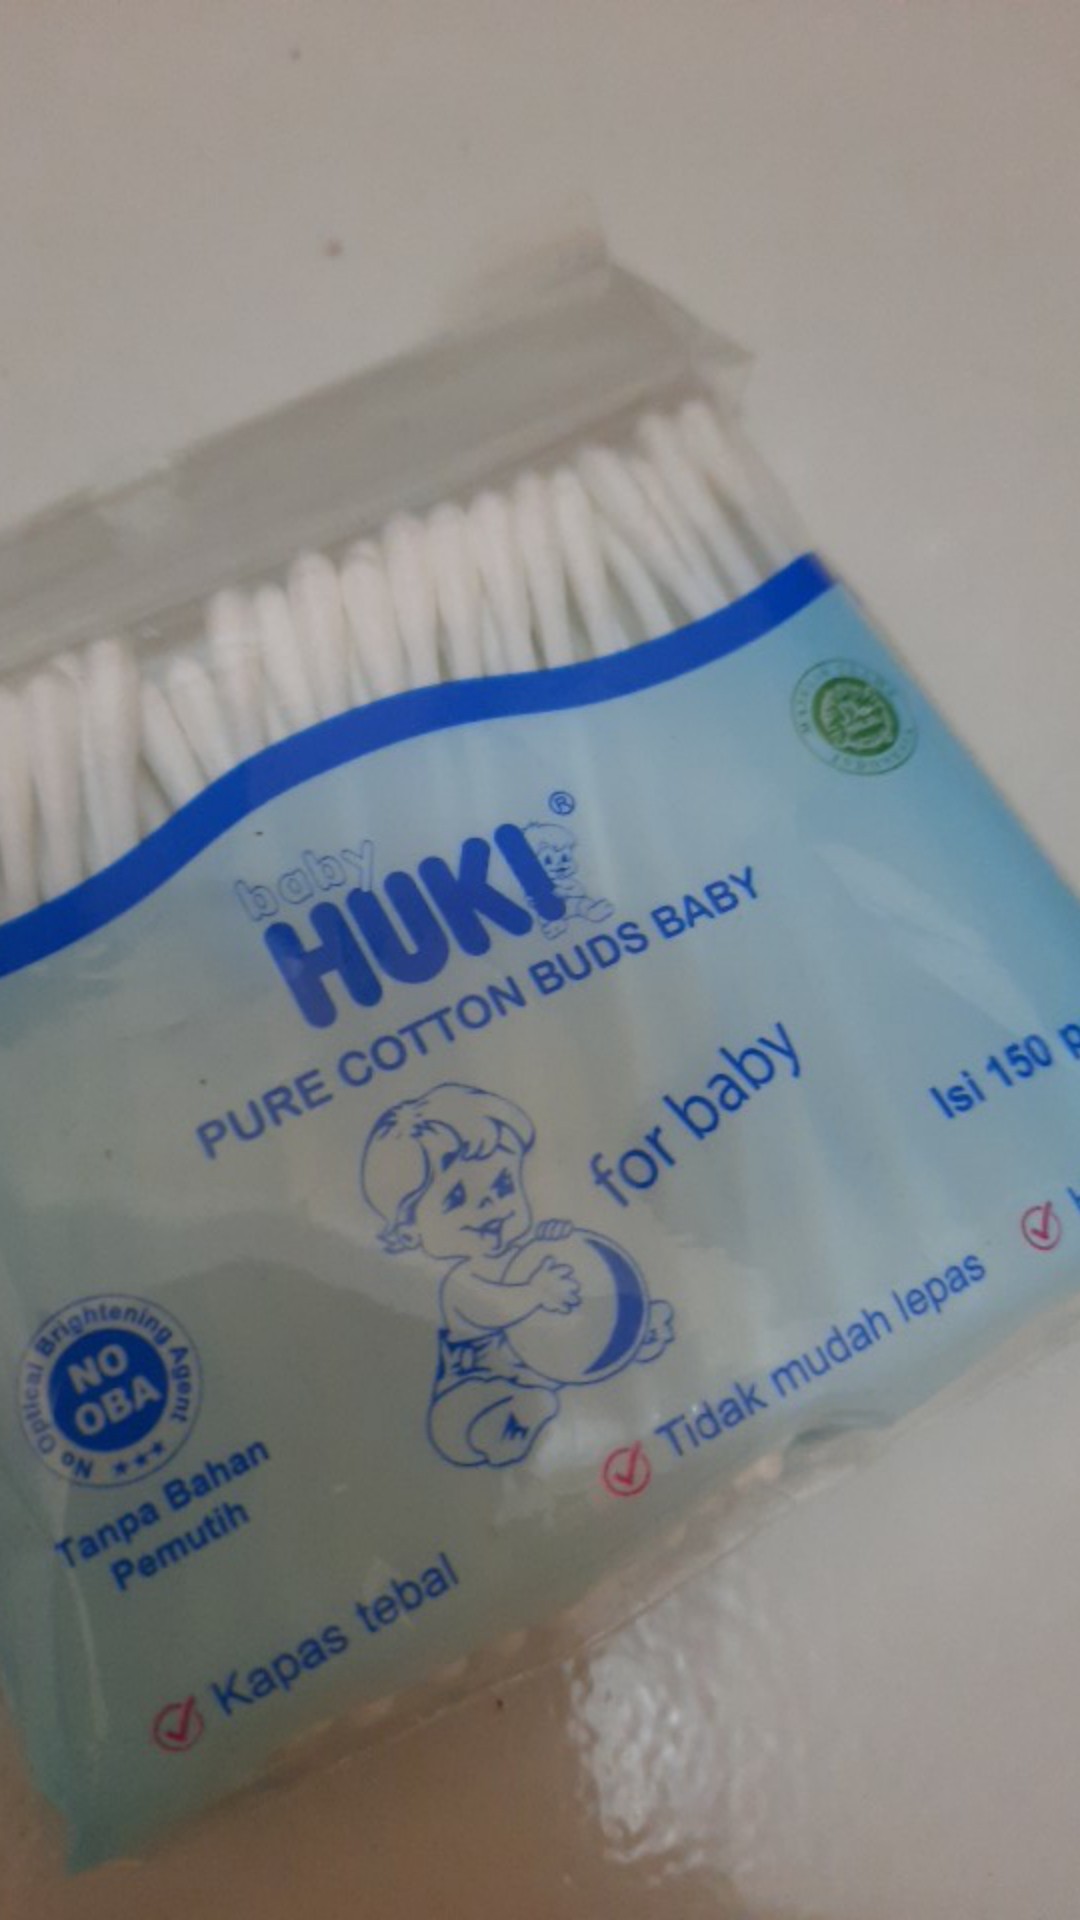 baby
HUKI ®
PURE COTTON BUDS BABY
for baby
Isi 150
No Optical Brightening Agent
NO
OBA
Tanpa Bahan
Pemutih
Kapas tebal
Tidak mudah lepas